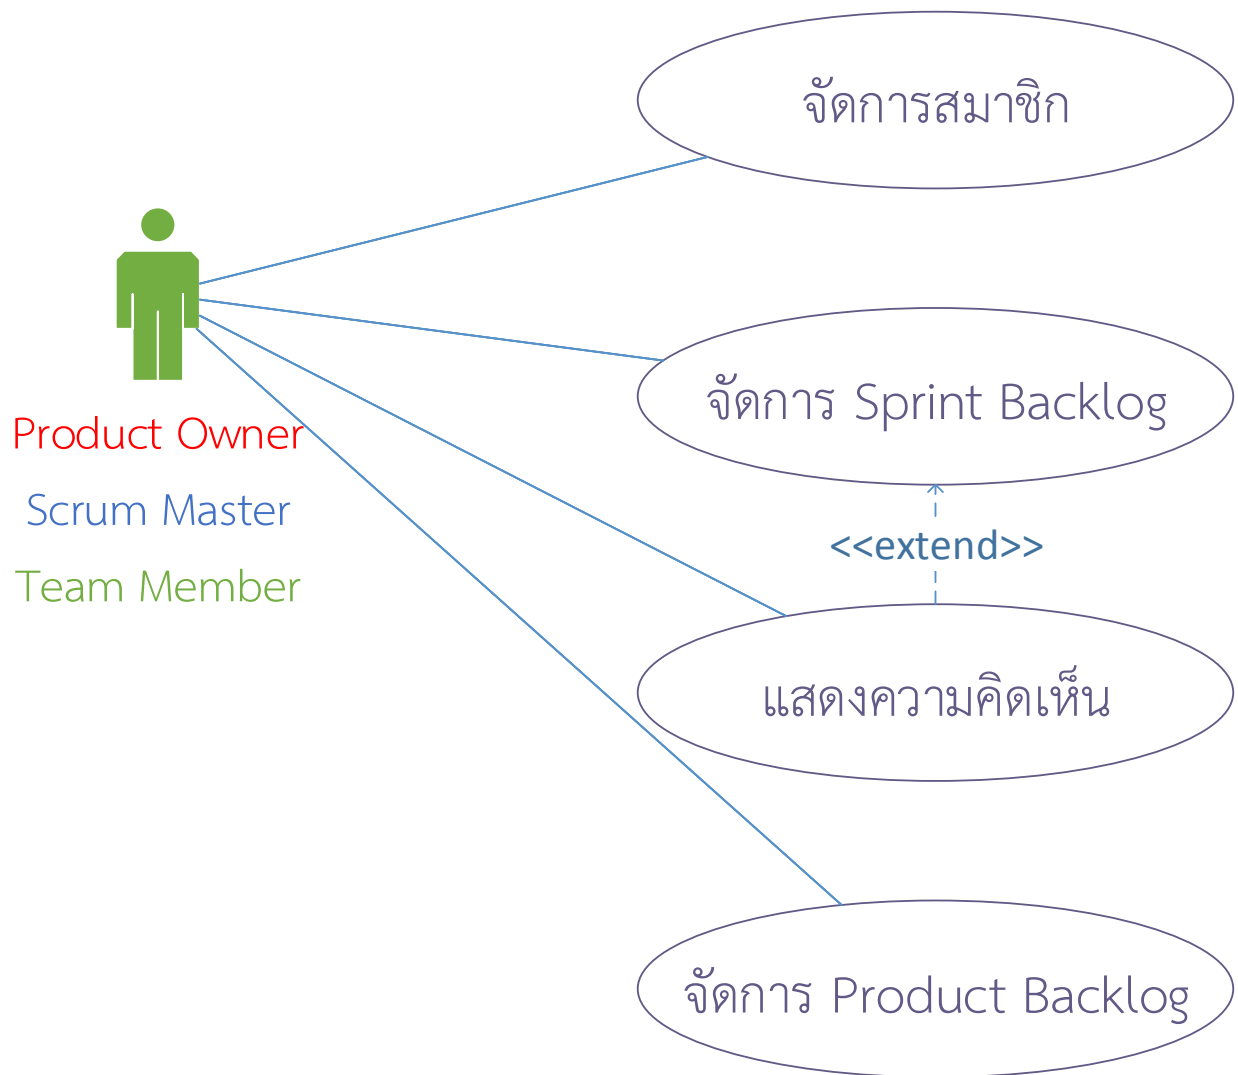 จัดการสมาชิก
จัดการ Sprint Backlog
Product Owner
Scrum Master
<<extend>>
Team Member
แสดงความคิดเห็น
จัดการ Product Backlog